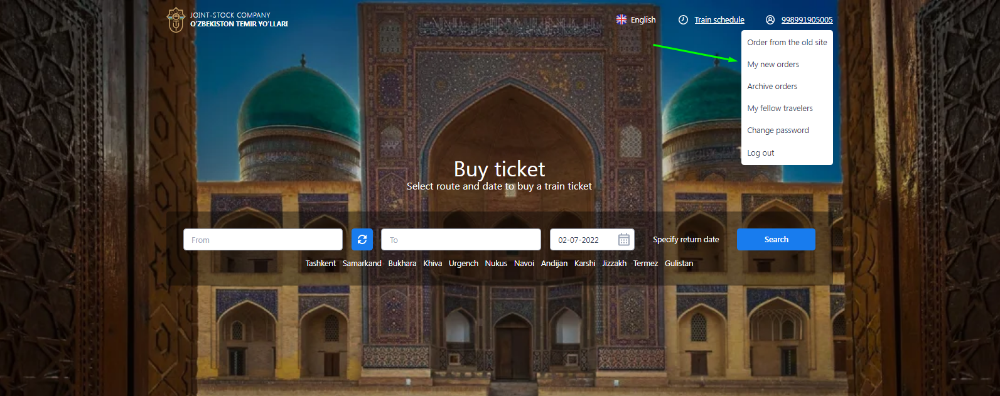 JOINT-STOCK COMPANY
O‘ZBEKISTON TEMIR YO‘LLARI
English
Train schedule
998991905005
Order from the old site
My new orders
Archive orders
My fellow travelers
Change password
Log out
Buy ticket
Select route and date to buy a train ticket
From
To
02-07-2022
Specify return date
Search
Tashkent Samarkand Bukhara Khiva Urgench Nukus Navoi Andijan Karshi Jizzakh Termez Gulistan